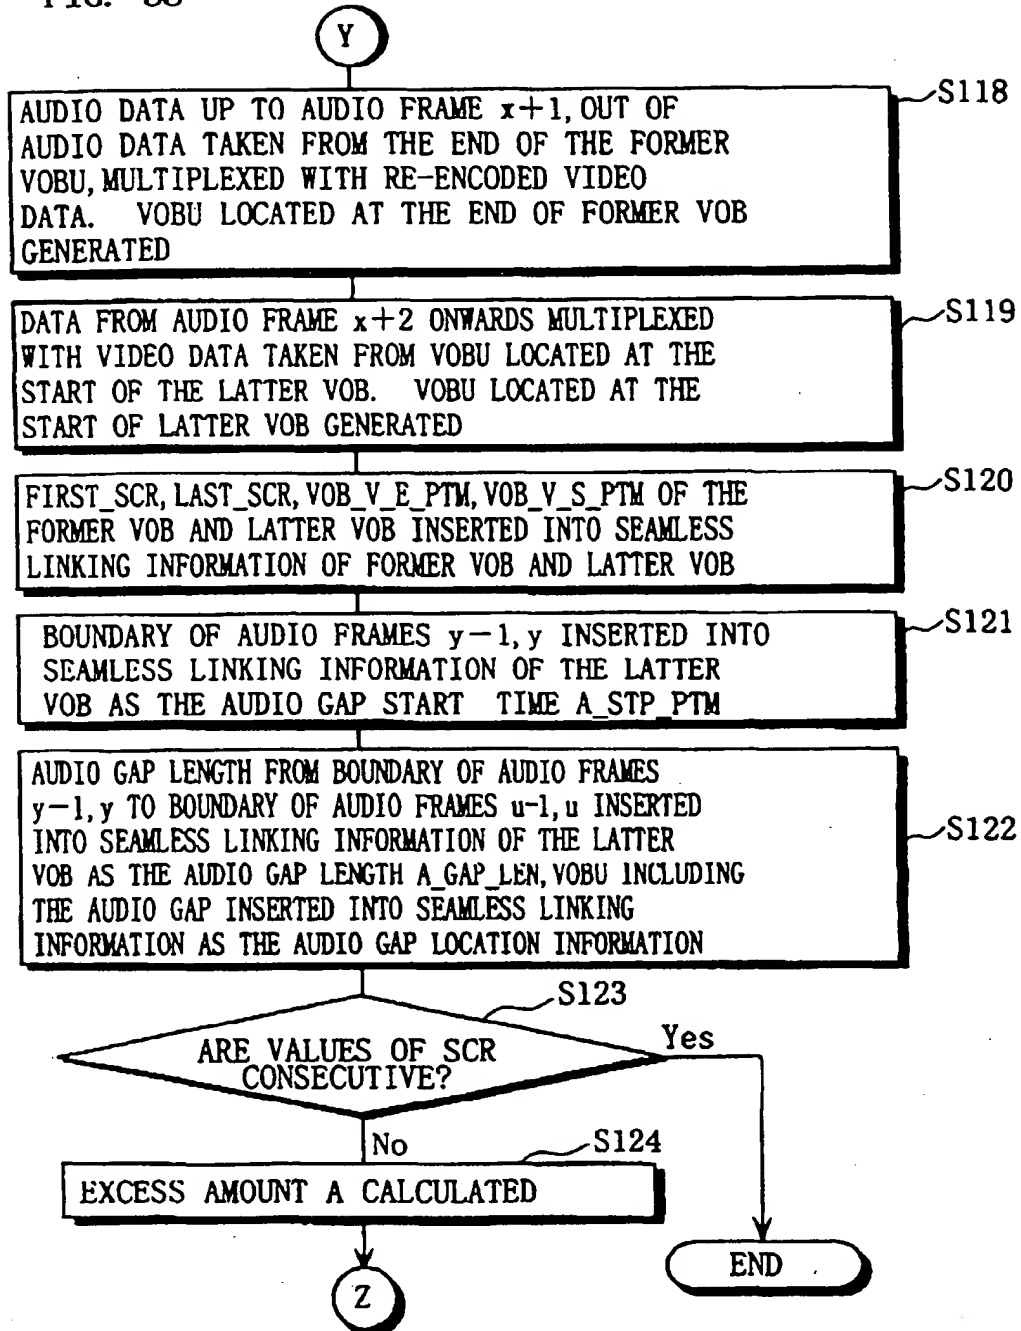 Y
S118
AUDIO DATA UP TO AUDIO FRAME x+1, OUT OF
AUDIO DATA TAKEN FROM THE END OF THE FORMER
VOBU, MULTIPLEXED WITH RE-ENCODED VIDEO
DATA. VOBU LOCATED AT THE END OF FORMER VOB
GENERATED
S119
DATA FROM AUDIO FRAME x+2 ONWARDS MULTIPLEXED
WITH VIDEO DATA TAKEN FROM VOBU LOCATED AT THE
START OF THE LATTER VOB. VOBU LOCATED AT THE
START OF LATTER VOB GENERATED
S120
FIRST_SCR, LAST_SCR, VOB_V_E_PTM, VOB_V_S_PTM OF THE
FORMER VOB AND LATTER VOB INSERTED INTO SEAMLESS
LINKING INFORMATION OF FORMER VOB AND LATTER VOB
S121
BOUNDARY OF AUDIO FRAMES y-1, y INSERTED INTO
SEAMLESS LINKING INFORMATION OF THE LATTER
VOB AS THE AUDIO GAP START TIME A_STP_PTM
S122
AUDIO GAP LENGTH FROM BOUNDARY OF AUDIO FRAMES
y-1, y TO BOUNDARY OF AUDIO FRAMES u-1, u INSERTED
INTO SEAMLESS LINKING INFORMATION OF THE LATTER
VOB AS THE AUDIO GAP LENGTH A_GAP_LEN, VOBU INCLUDING
THE AUDIO GAP INSERTED INTO SEAMLESS LINKING
INFORMATION AS THE AUDIO GAP LOCATION INFORMATION
S123
ARE VALUES OF SCR
CONSECUTIVE?
Yes
No
S124
EXCESS AMOUNT A CALCULATED
END
Z